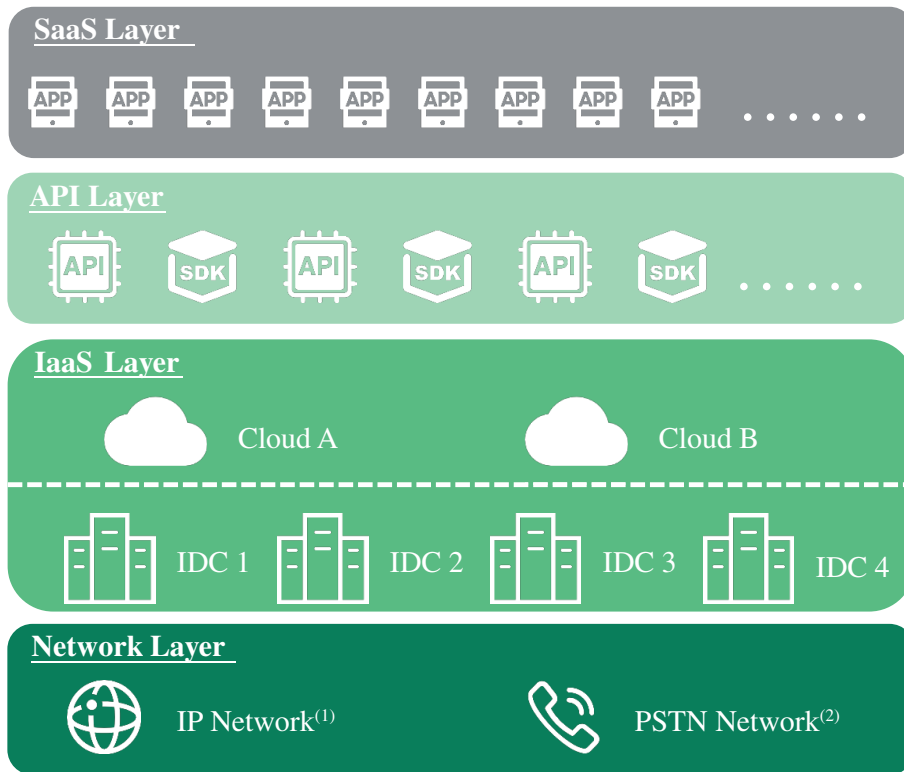 SaaS Layer
APP APP APP APP APP APP APP APP APP ......
API Layer
API SDK API SDK API SDK ......
IaaS Layer
Cloud A Cloud B
IDC 1 IDC 2 IDC 3 IDC 4
Network Layer
IP Network(1) PSTN Network(2)